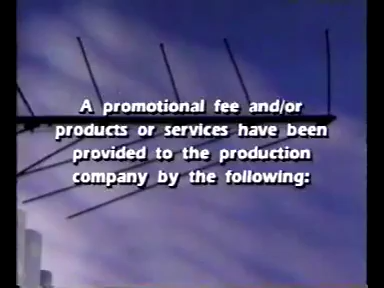 A promotional fee and/or
products or services have been
provided to the production
company by the following: